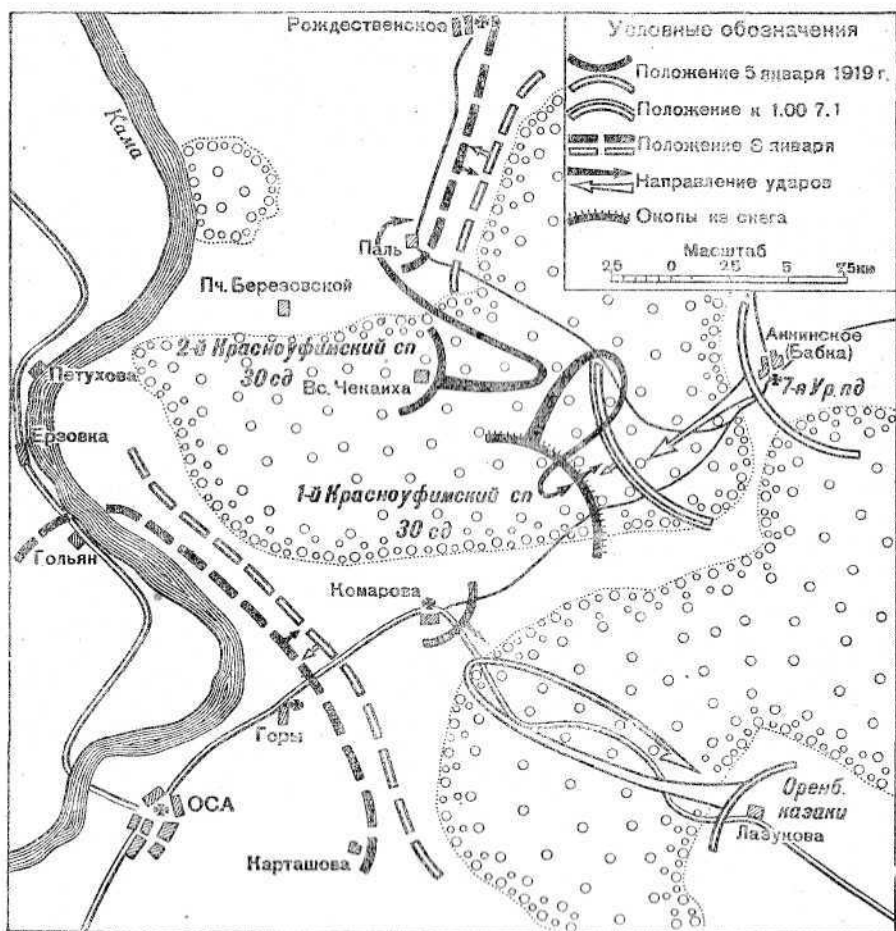 Рождественское
Условные обозначения
Положение 5 января 1919 г.
Положение к 1.00 7.1
Положение 8 января
Направление ударов
Окопы из снега
Масштаб
2,5 0 2,5 5 7,5км
Кама
Паль
Пч. Березовской
2-й Красноуфимский сп
30 сд
Вс. Чекаиха
Аннинское
(Бабка)
7-я Ур. пд
Петухова
Ерзовка
1-й Красноуфимский сп
30 сд
Гольян
Комарова
Горы
ОСА
Карташова
Оренб.
казаки
Лазукова